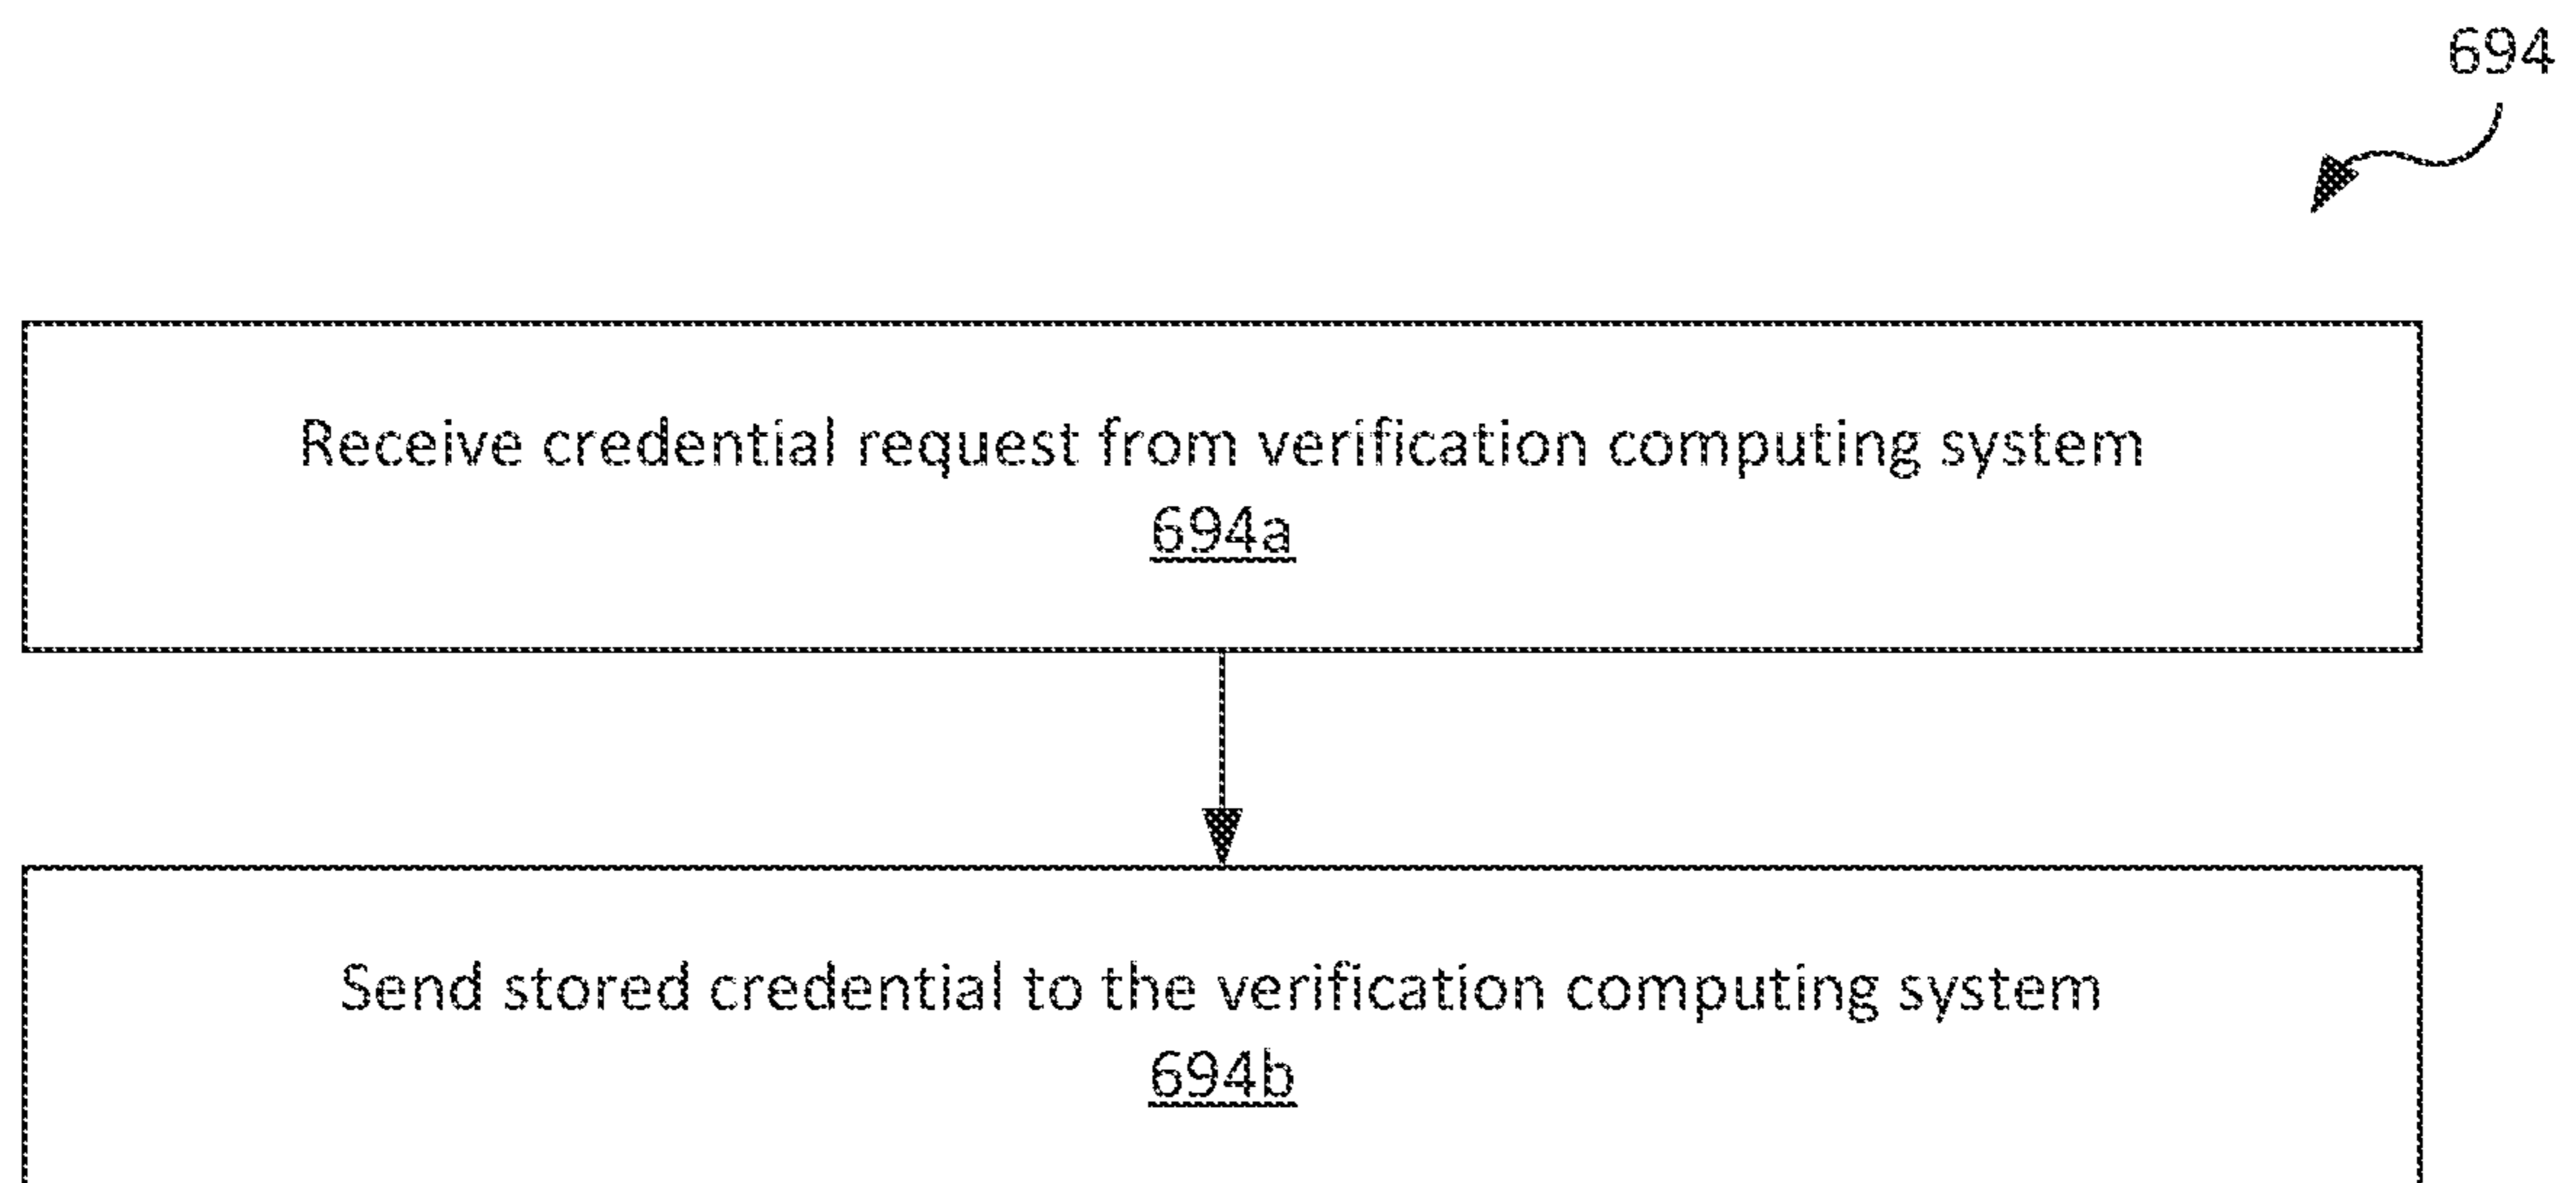 694
Receive credential request from verification computing system
694a
Send stored credential to the verification computing system
694b